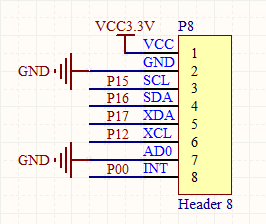 VCC3.3V P8
VCC 1
GND GND 2
P15 SCL 3
P16 SDA 4
P17 XDA 5
P12 XCL 6
GND AD0 7
P00 INT 8
Header 8